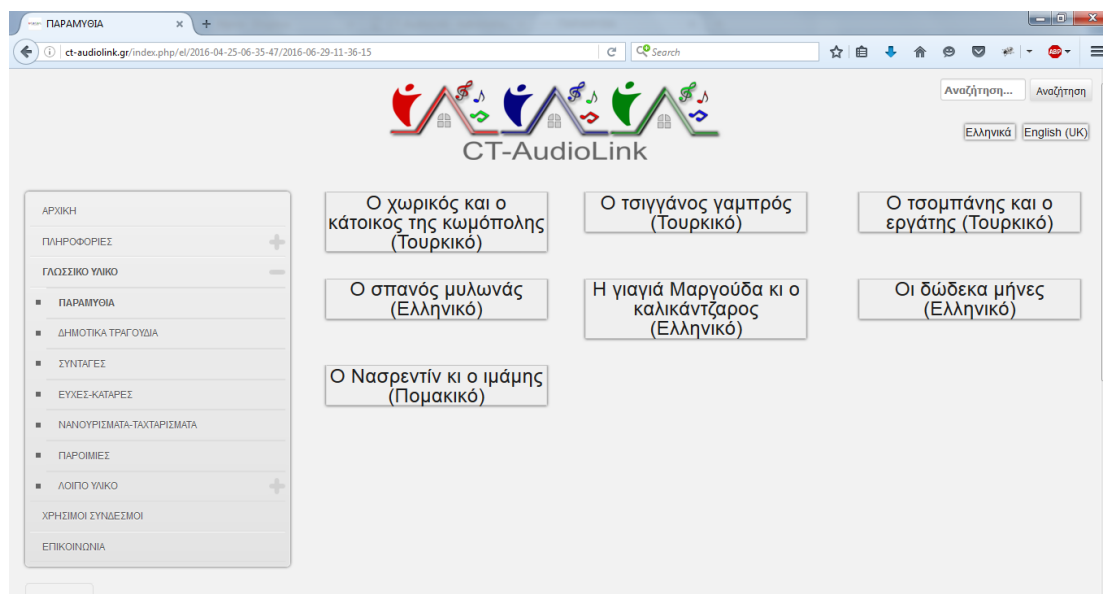 ΠΑΡΑΜΥΘΙΑ
ct-audiolink.gr/index.php/el/2016-04-25-06-35-47/2016-06-29-11-36-15
Search
ABP
CT-AudioLink
Αναζήτηση...
Αναζήτηση
Ελληνικά
English (UK)
ΑΡΧΙΚΗ
ΠΛΗΡΟΦΟΡΙΕΣ
ΓΛΩΣΣΙΚΟ ΥΛΙΚΟ
ΠΑΡΑΜΥΘΙΑ
ΔΗΜΟΤΙΚΑ ΤΡΑΓΟΥΔΙΑ
ΣΥΝΤΑΓΕΣ
ΕΥΧΕΣ-ΚΑΤΑΡΕΣ
ΝΑΝΟΥΡΙΣΜΑΤΑ-ΤΑΧΤΑΡΙΣΜΑΤΑ
ΠΑΡΟΙΜΙΕΣ
ΛΟΙΠΟ ΥΛΙΚΟ
ΧΡΗΣΙΜΟΙ ΣΥΝΔΕΣΜΟΙ
ΕΠΙΚΟΙΝΩΝΙΑ
Ο χωρικός και ο
κάτοικος της κωμόπολης
(Τουρκικό)
Ο τσιγγάνος γαμπρός
(Τουρκικό)
Ο τσομπάνης και ο
εργάτης (Τουρκικό)
Ο σπανός μυλωνάς
(Ελληνικό)
Η γιαγιά Μαργούδα κι ο
καλικάντζαρος
(Ελληνικό)
Οι δώδεκα μήνες
(Ελληνικό)
Ο Νασρεντίν κι ο ιμάμης
(Πομακικό)